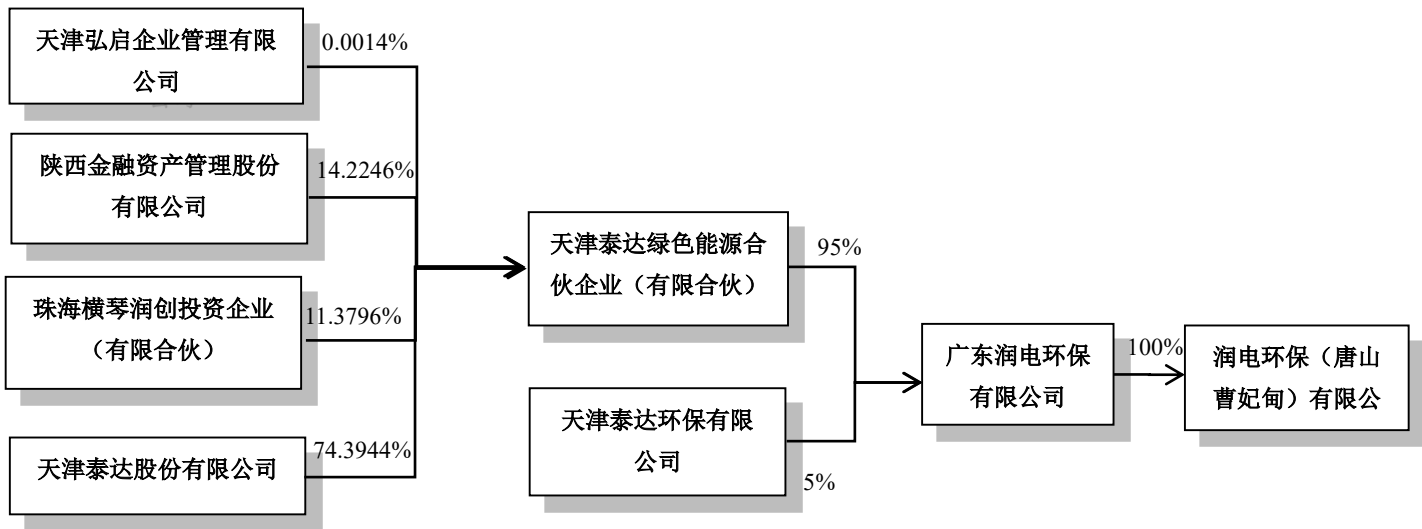 天津弘启企业管理有限
公司
0.0014%
陕西金融资产管理股份
有限公司
14.2246%
珠海横琴润创投资企业
（有限合伙）
11.3796%
天津泰达股份有限公司
74.3944%
天津泰达绿色能源合
伙企业（有限合伙）
95%
天津泰达环保有限
公司
5%
广东润电环保
有限公司
100%
润电环保（唐山
曹妃甸）有限公